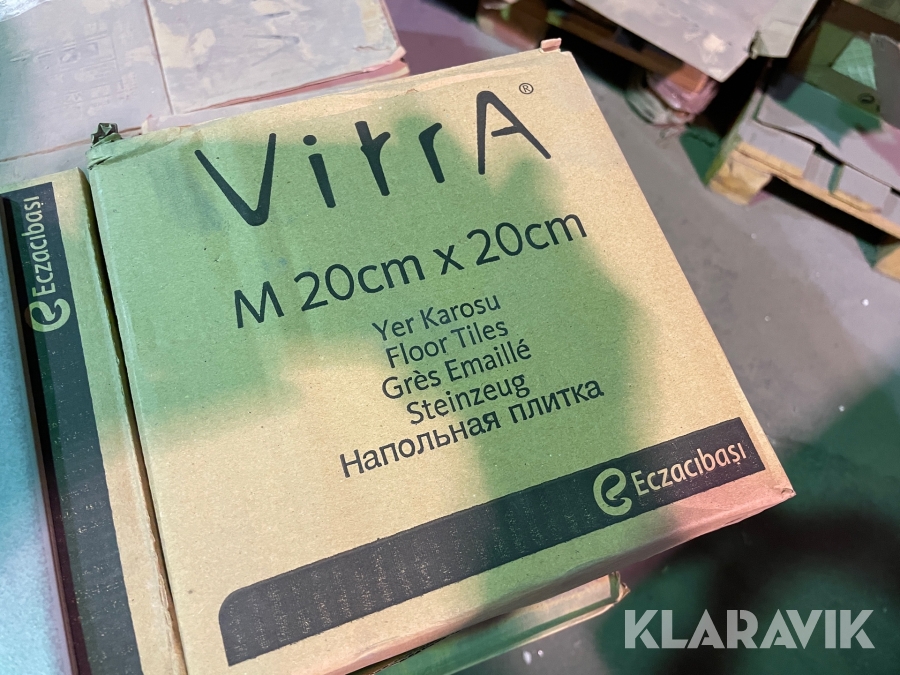 VitrA®
M 20cm x 20cm
Yer Karosu
Floor Tiles
Grès Emaillé
Steinzeug
Напольная плитка
Eczacıbaşı
Eczacıbaşı
KLARAVIK